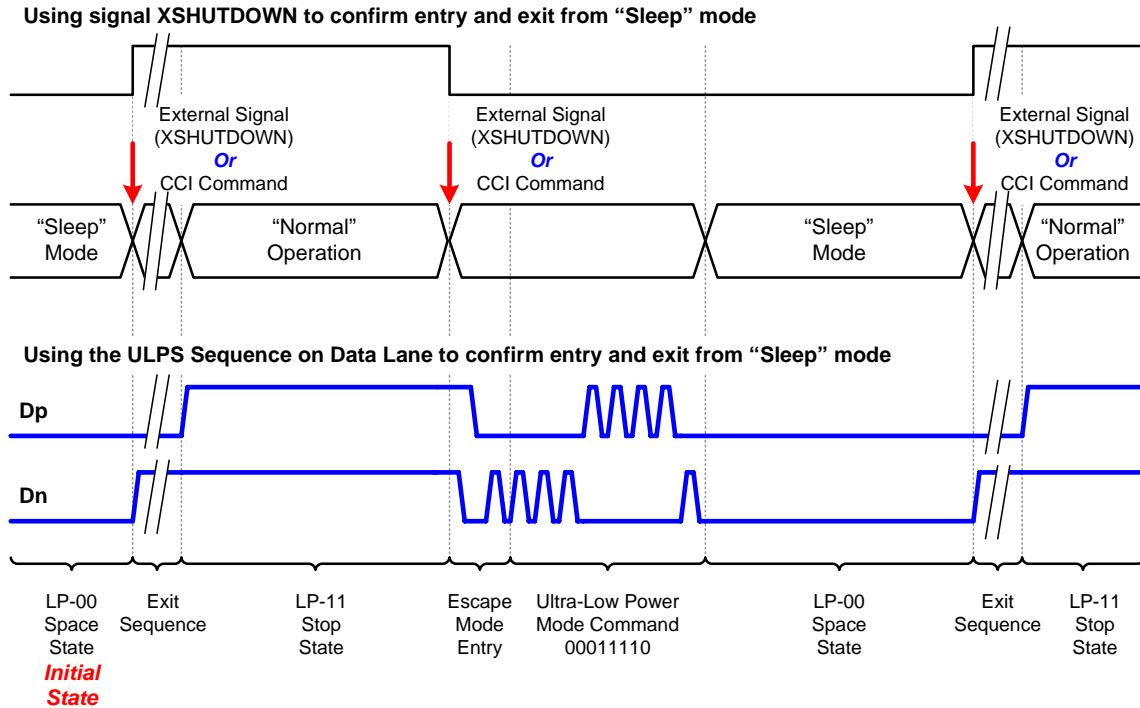 Using signal XSHUTDOWN to confirm entry and exit from “Sleep” mode
External Signal
(XSHUTDOWN)
Or
CCI Command
External Signal
(XSHUTDOWN)
Or
CCI Command
External Signal
(XSHUTDOWN)
Or
CCI Command
“Sleep”
Mode
“Normal”
Operation
“Sleep”
Mode
“Normal”
Operation
Using the ULPS Sequence on Data Lane to confirm entry and exit from “Sleep” mode
Dp
Dn
LP-00
Space
State
Initial
State
Exit
Sequence
LP-11
Stop
State
Escape
Mode
Entry
Ultra-Low Power
Mode Command
00011110
LP-00
Space
State
Exit
Sequence
LP-11
Stop
State